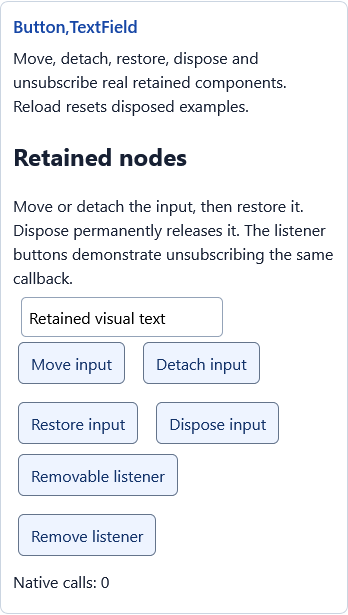 Button,TextField
Move, detach, restore, dispose and
unsubscribe real retained components.
Reload resets disposed examples.
Retained nodes
Move or detach the input, then restore it.
Dispose permanently releases it. The listener
buttons demonstrate unsubscribing the same
callback.
Retained visual text
Move input Detach input
Restore input Dispose input
Removable listener
Remove listener
Native calls: 0